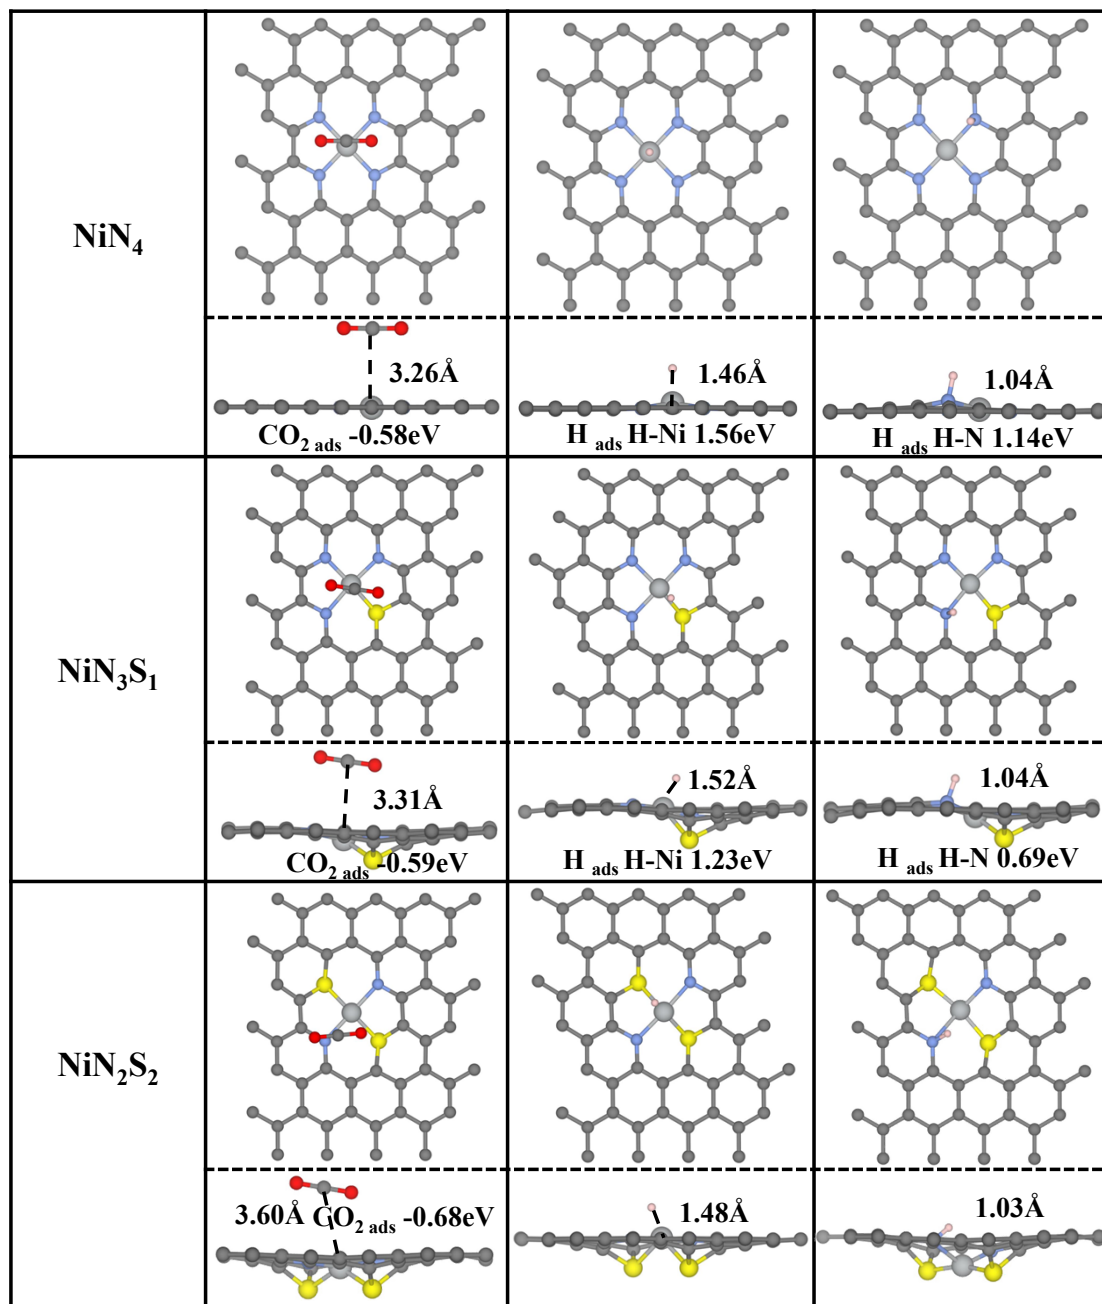 NiN₄
3.26Å
CO₂ ads -0.58eV
1.46Å
H ads H-Ni 1.56eV
1.04Å
H ads H-N 1.14eV
NiN₃S₁
3.31Å
CO₂ ads -0.59eV
1.52Å
H ads H-Ni 1.23eV
1.04Å
H ads H-N 0.69eV
NiN₂S₂
3.60Å CO₂ ads -0.68eV
1.48Å
1.03Å